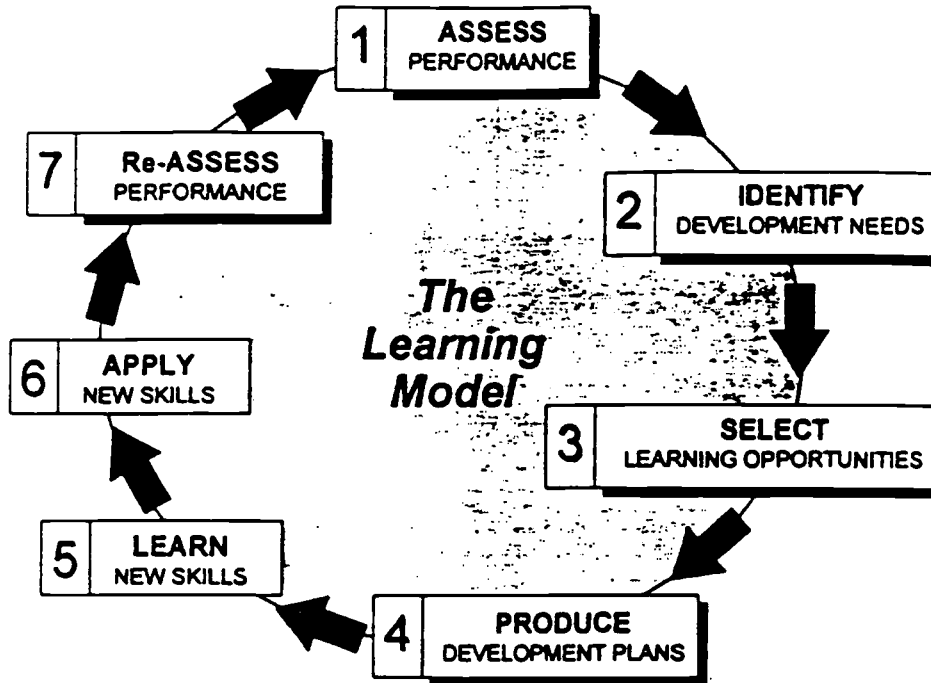 1
ASSESS
PERFORMANCE
2
IDENTIFY
DEVELOPMENT NEEDS
3
SELECT
LEARNING OPPORTUNITIES
4
PRODUCE
DEVELOPMENT PLANS
5
LEARN
NEW SKILLS
6
APPLY
NEW SKILLS
7
Re-ASSESS
PERFORMANCE
The
Learning
Model